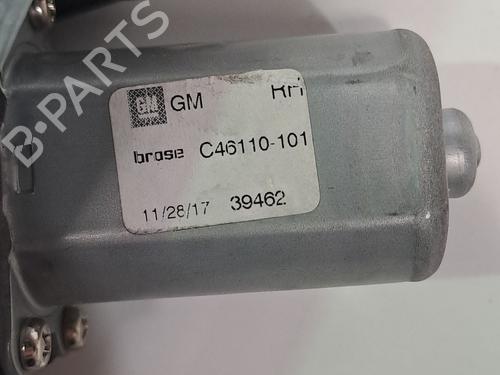 GM GM RH
brose C46110-101
11/28/17 39462
B-PARTS